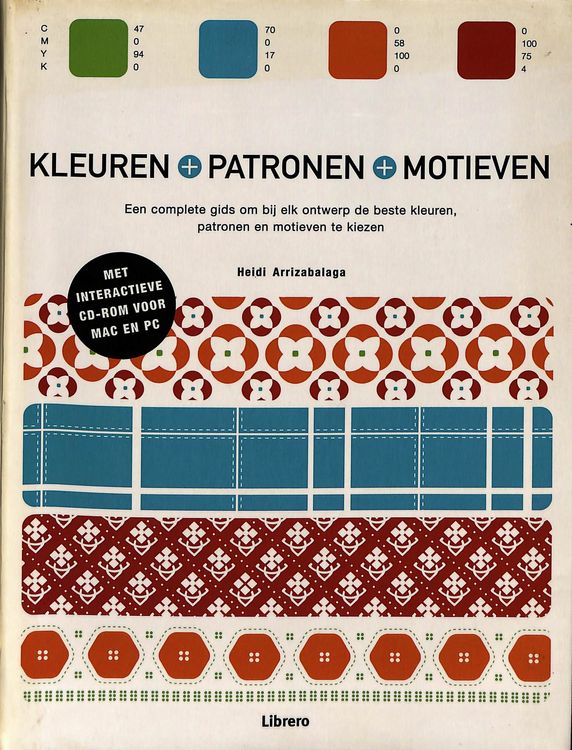 C 47 70 0 0
M 0 0 58 100
Y 94 17 100 75
K 0 0 0 4
KLEUREN + PATRONEN + MOTIEVEN
Een complete gids om bij elk ontwerp de beste kleuren,
patronen en motieven te kiezen
Heidi Arrizabalaga
MET
INTERACTIEVE
CD-ROM VOOR
MAC EN PC
Librero